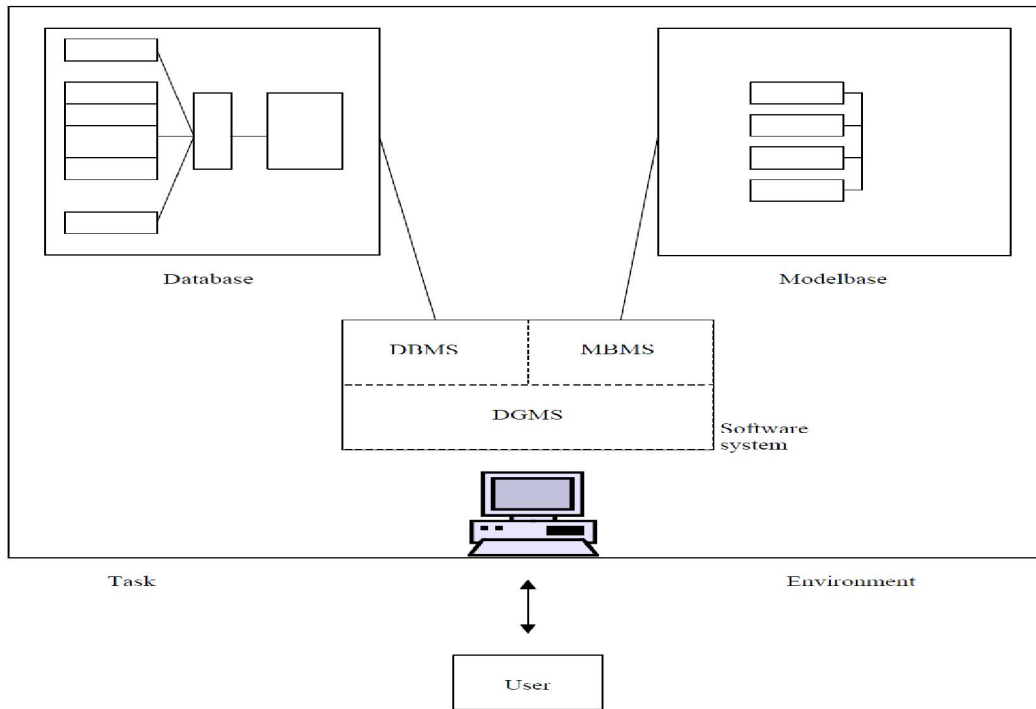 Database
Modelbase
DBMS
MBMS
DGMS
Software
system
Task
Environment
User